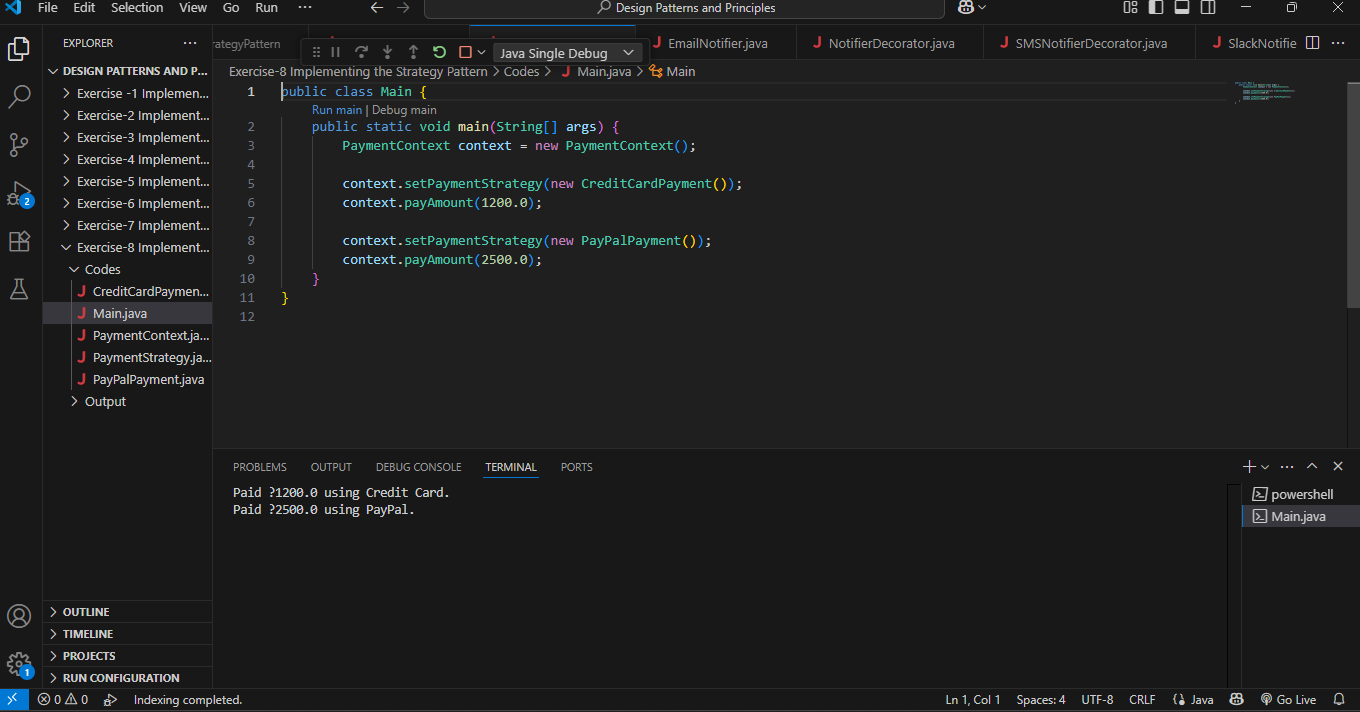 File Edit Selection View Go Run ··· Design Patterns and Principles
EXPLORER ···
DESIGN PATTERNS AND P...
Exercise -1 Implemen...
Exercise-2 Implement...
Exercise-3 Implement...
Exercise-4 Implement...
Exercise-5 Implement...
Exercise-6 Implement...
Exercise-7 Implement...
Exercise-8 Implement...
Codes
CreditCardPaymen...
Main.java
PaymentContext.ja...
PaymentStrategy.ja...
PayPalPayment.java
Output
OUTLINE
TIMELINE
PROJECTS
RUN CONFIGURATION
2
1
rategyPattern Java Single Debug EmailNotifier.java NotifierDecorator.java SMSNotifierDecorator.java SlackNotifie ···
Exercise-8 Implementing the Strategy Pattern > Codes > Main.java > Main
1 public class Main {
Run main | Debug main
2 public static void main(String[] args) {
3 PaymentContext context = new PaymentContext();
4
5 context.setPaymentStrategy(new CreditCardPayment());
6 context.payAmount(1200.0);
7
8 context.setPaymentStrategy(new PayPalPayment());
9 context.payAmount(2500.0);
10 }
11 }
12
PROBLEMS OUTPUT DEBUG CONSOLE TERMINAL PORTS
Paid ?1200.0 using Credit Card.
Paid ?2500.0 using PayPal.
powershell
Main.java
0 0 Indexing completed. Ln 1, Col 1 Spaces: 4 UTF-8 CRLF Java Go Live